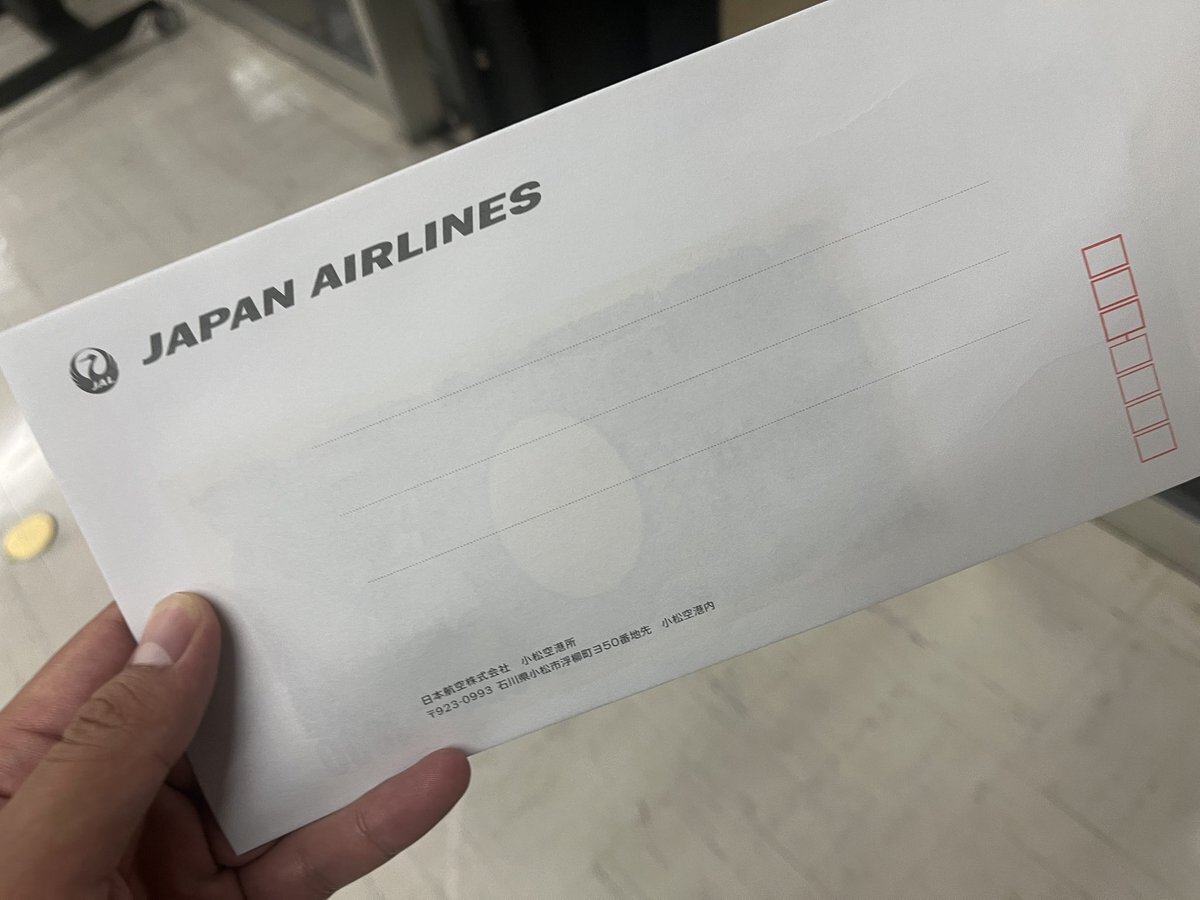 JAPAN AIRLINES
JAL
日本航空株式会社　小松空港所
〒923-0993 石川県小松市浮柳町ヨ50番地先　小松空港内